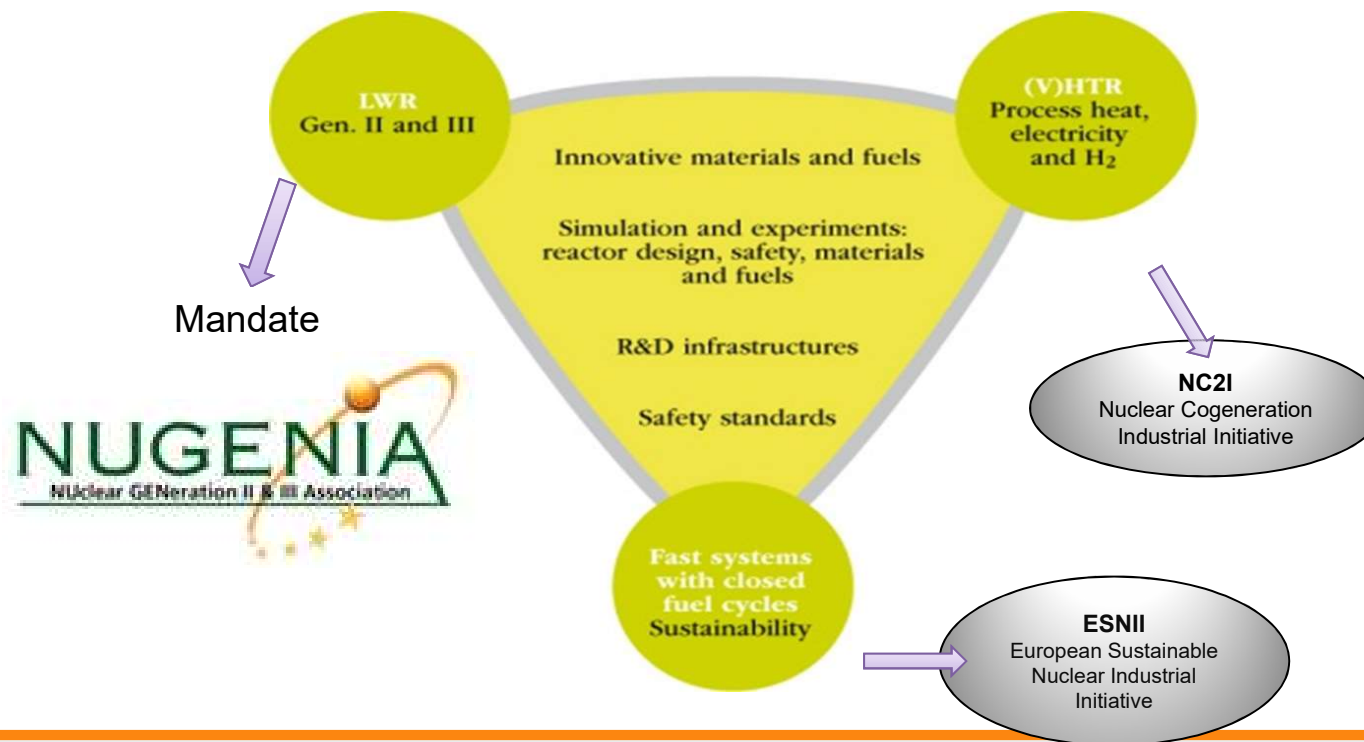 LWR
Gen. II and III
(V)HTR
Process heat,
electricity
and H₂
Innovative materials and fuels
Simulation and experiments:
reactor design, safety, materials
and fuels
R&D infrastructures
Safety standards
Mandate
NUGENIA
NUclear GENeration II & III Association
NC2I
Nuclear Cogeneration
Industrial Initiative
Fast systems
with closed
fuel cycles
Sustainability
ESNII
European Sustainable
Nuclear Industrial
Initiative